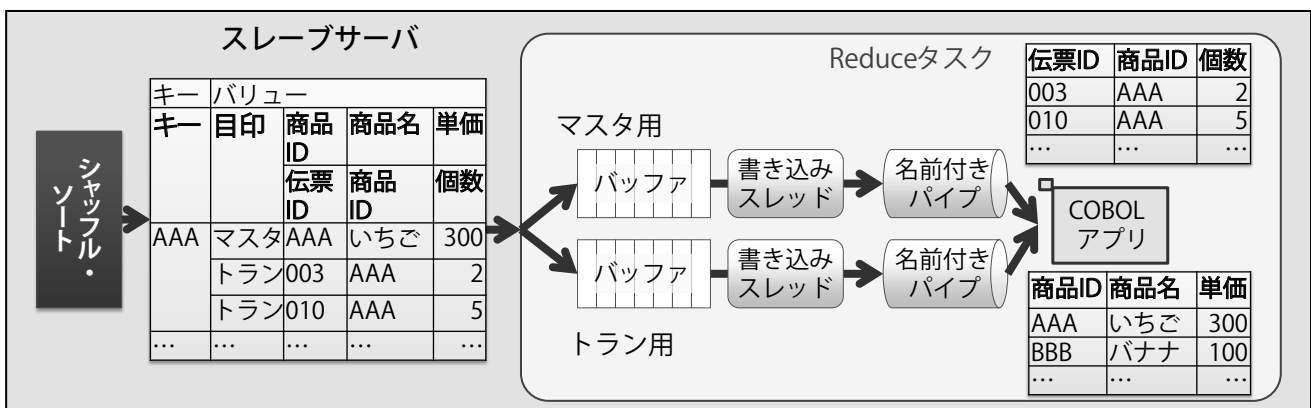 スレーブサーバ
シャッフル・
ソート
キー バリュー
キー 目印 商品ID 商品名 単価
伝票ID 商品ID 個数
AAA マスタ AAA いちご 300
トラン 003 AAA 2
トラン 010 AAA 5
… … … … …
Reduceタスク
マスタ用
バッファ
書き込み
スレッド
名前付き
パイプ
バッファ
書き込み
スレッド
名前付き
パイプ
トラン用
伝票ID 商品ID 個数
003 AAA 2
010 AAA 5
… … …
COBOL
アプリ
商品ID 商品名 単価
AAA いちご 300
BBB バナナ 100
… … …